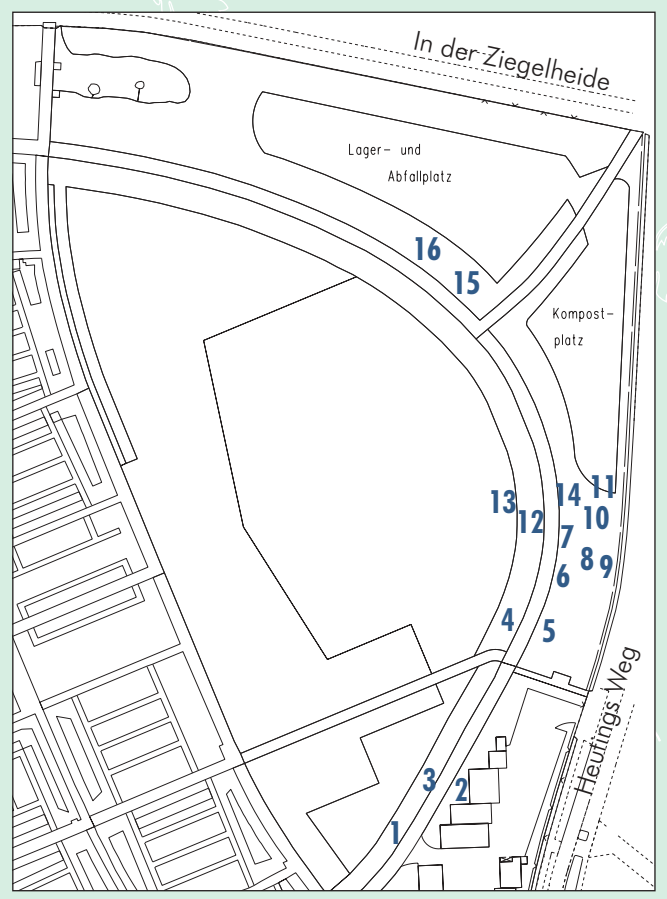 In der Ziegelheide
Lager- und
Abfallplatz
16
15
Kompost-
platz
11
14
13
10
12
7
8
9
6
4
5
Heutings Weg
3
2
1